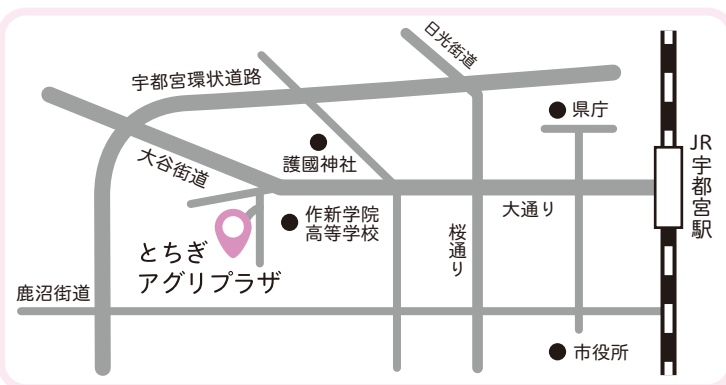 日光街道
宇都宮環状道路
県庁
JR宇都宮駅
護國神社
大谷街道
大通り
作新学院
高等学校
桜通り
とちぎ
アグリプラザ
鹿沼街道
市役所